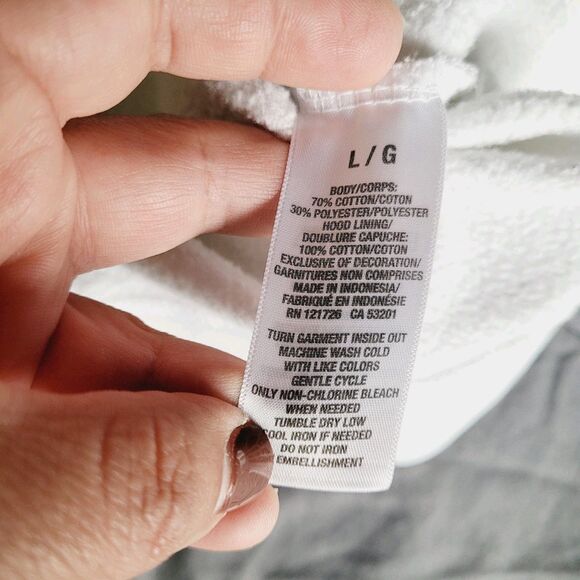 L / G
BODY/CORPS:
70% COTTON/COTON
30% POLYESTER/POLYESTER
HOOD LINING/
DOUBLURE CAPUCHE:
100% COTTON/COTON
EXCLUSIVE OF DECORATION/
GARNITURES NON COMPRISES
MADE IN INDONESIA/
FABRIQUÉ EN INDONÉSIE
RN 121726 CA 53201
TURN GARMENT INSIDE OUT
MACHINE WASH COLD
WITH LIKE COLORS
GENTLE CYCLE
ONLY NON-CHLORINE BLEACH
WHEN NEEDED
TUMBLE DRY LOW
COOL IRON IF NEEDED
DO NOT IRON
EMBELLISHMENT